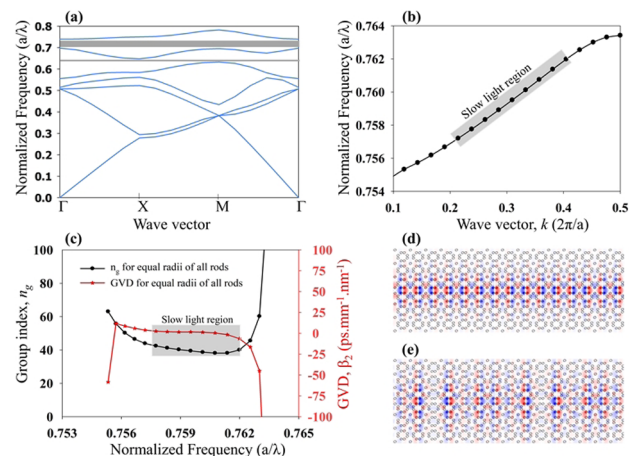 (a)
Normalized Frequency (a/λ)
0.8
0.7
0.6
0.5
0.4
0.3
0.2
0.1
0.0
Γ X M Γ
Wave vector
(b)
Normalized Frequency (a/λ)
0.764
0.762
0.76
0.758
0.756
0.754
Slow light region
0.1 0.2 0.3 0.4 0.5
Wave vector, k (2π/a)
(c)
Group index, ng
100
80
60
40
20
0
ng for equal radii of all rods
GVD for equal radii of all rods
Slow light region
100
75
50
25
0
-25
-50
-75
-100
GVD, β2 (ps.mm-1.nm-1)
0.753 0.756 0.759 0.762 0.765
Normalized Frequency (a/λ)
(d)
(e)